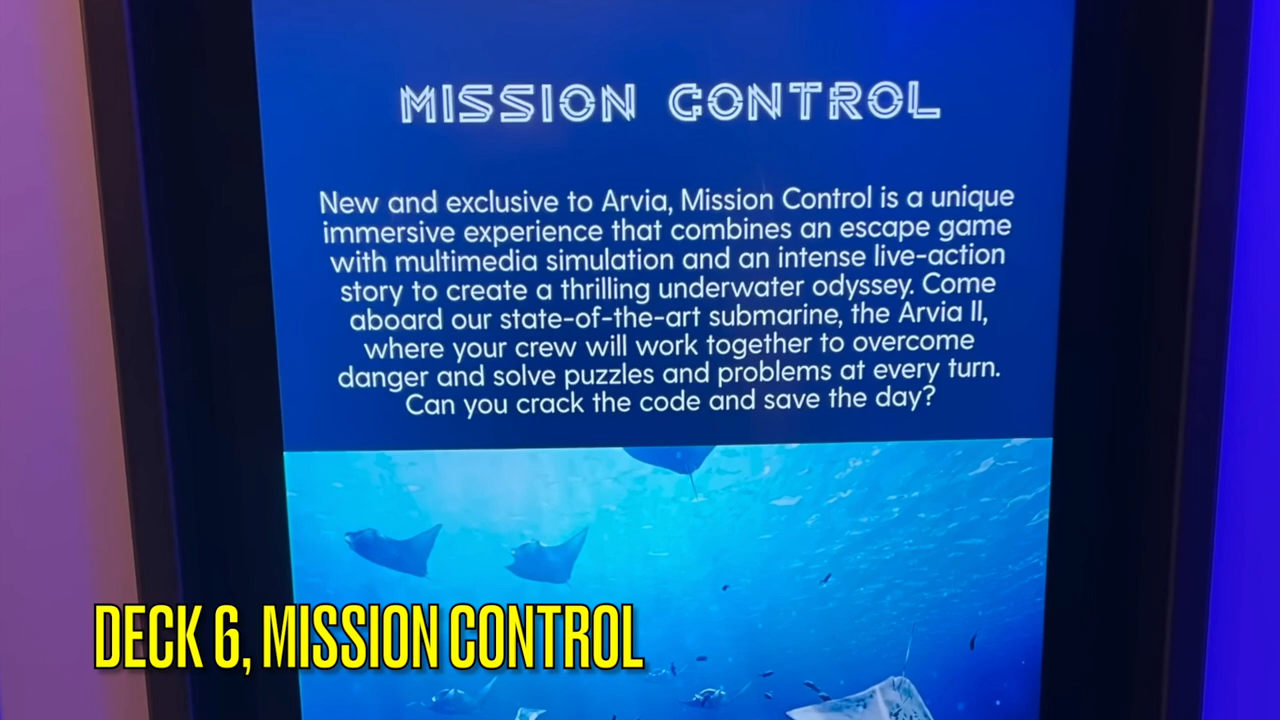 MISSION CONTROL
New and exclusive to Arvia, Mission Control is a unique
immersive experience that combines an escape game
with multimedia simulation and an intense live-action
story to create a thrilling underwater odyssey. Come
aboard our state-of-the-art submarine, the Arvia II,
where your crew will work together to overcome
danger and solve puzzles and problems at every turn.
Can you crack the code and save the day?
DECK 6, MISSION CONTROL